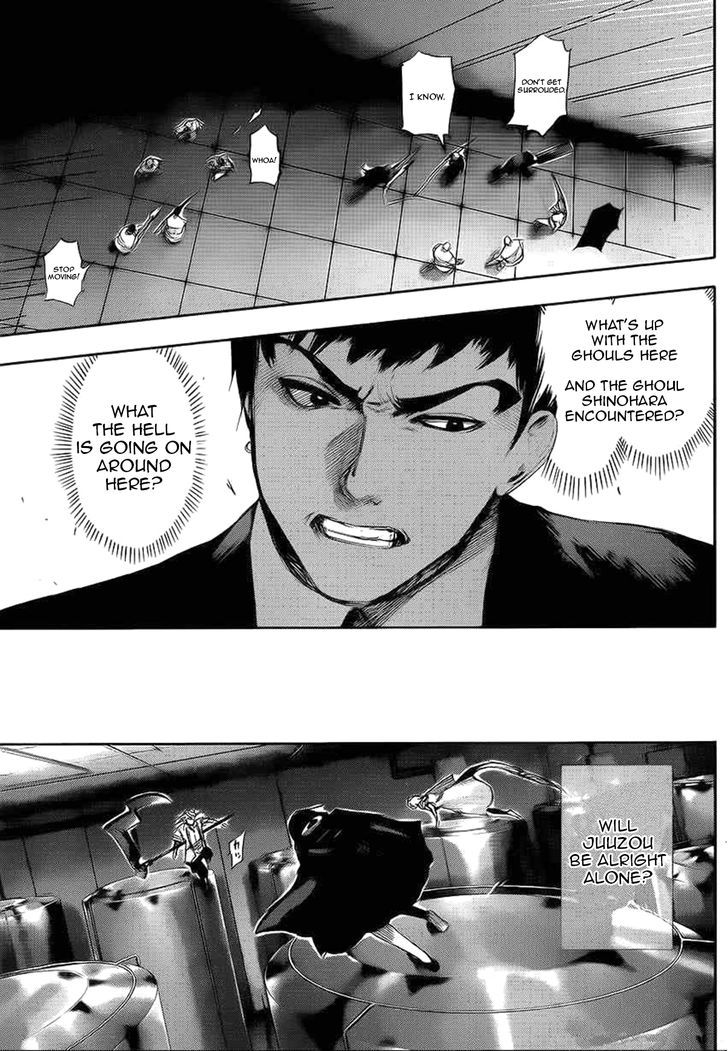 DON'T GET
SURROUDED.
I KNOW.
WHOA!
STOP
MOVING!
WHAT'S UP
WITH THE
GHOULS HERE
AND THE GHOUL
SHINOHARA
ENCOUNTERED?
WHAT
THE HELL
IS GOING ON
AROUND
HERE?
WILL
JUUZOU
BE ALRIGHT
ALONE?